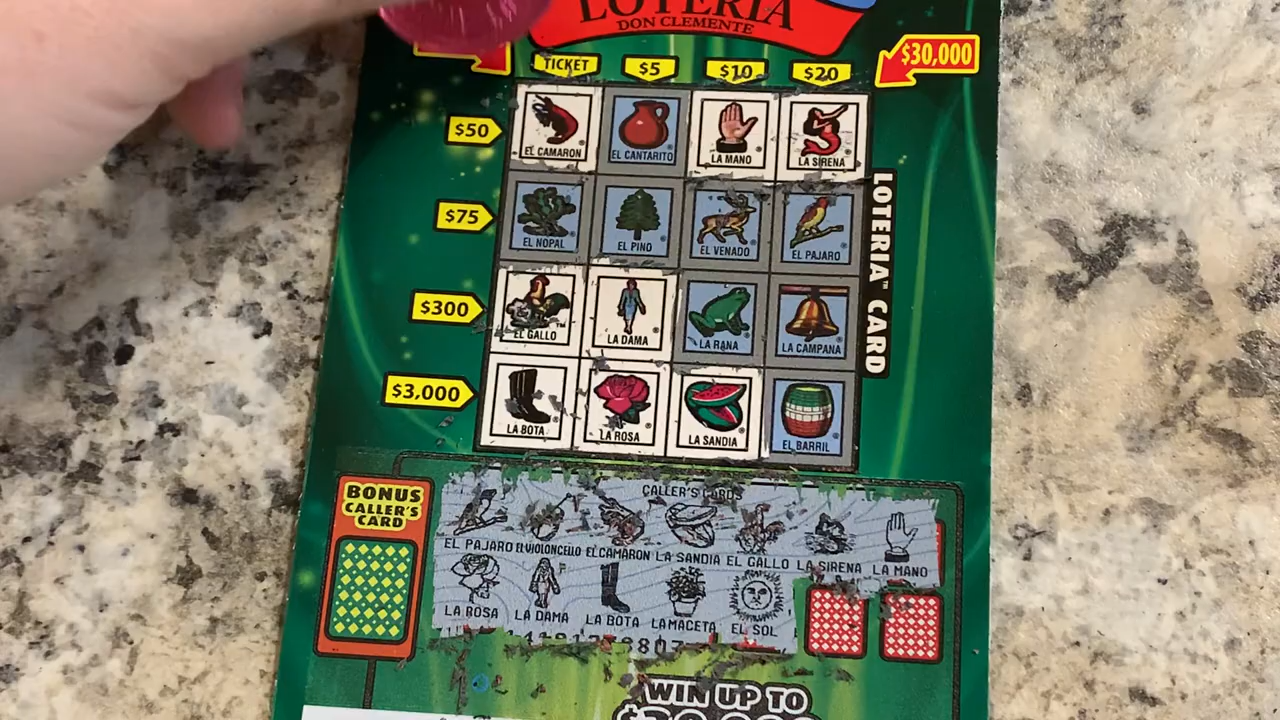 LOTERIA
DON CLEMENTE
TICKET $5 $10 $20 $30,000
$50
EL CAMARON EL CANTARITO LA MANO LA SIRENA
$75
EL NOPAL EL PINO EL VENADO EL PAJARO
LOTERIA™ CARD
$300
EL GALLO LA DAMA LA RANA LA CAMPANA
$3,000
LA BOTA LA ROSA LA SANDIA EL BARRIL
BONUS
CALLER'S
CARD
CALLER'S CARDS
EL PAJARO EL VIOLONCELLO EL CAMARON LA SANDIA EL GALLO LA SIRENA LA MANO
LA ROSA LA DAMA LA BOTA LA MACETA EL SOL
WIN UP TO